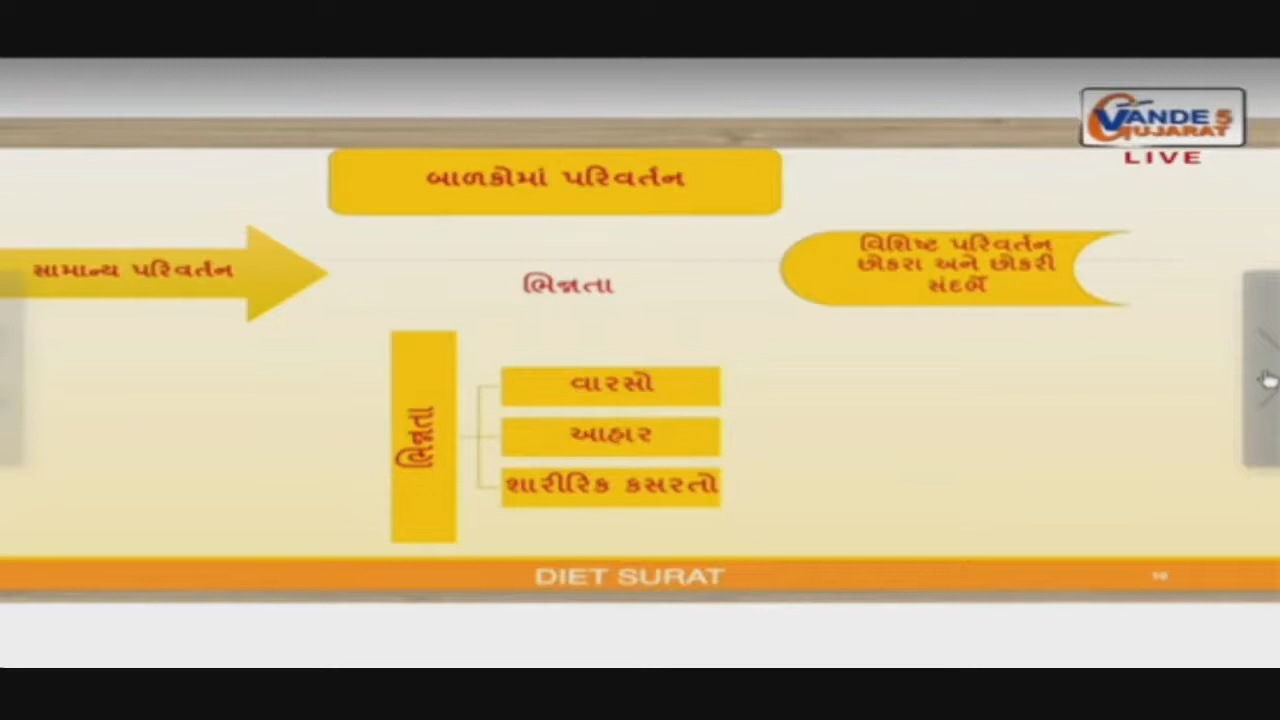 VANDE 5
GUJARAT
LIVE
બાળકોમાં પરિવર્તન
સામાન્ય પરિવર્તન
ભિન્નતા
વિશિષ્ટ પરિવર્તન
છોકરા અને છોકરી
સંદર્ભે
ભિન્નતા
વારસો
આહાર
શારીરિક કસરતો
DIET SURAT